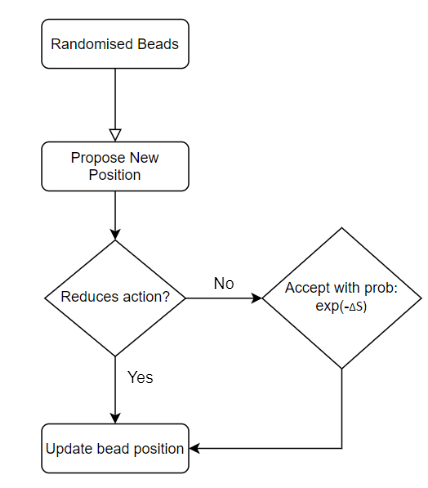 Randomised Beads
Propose New
Position
Reduces action?
No
Accept with prob:
exp(-ΔS)
Yes
Update bead position